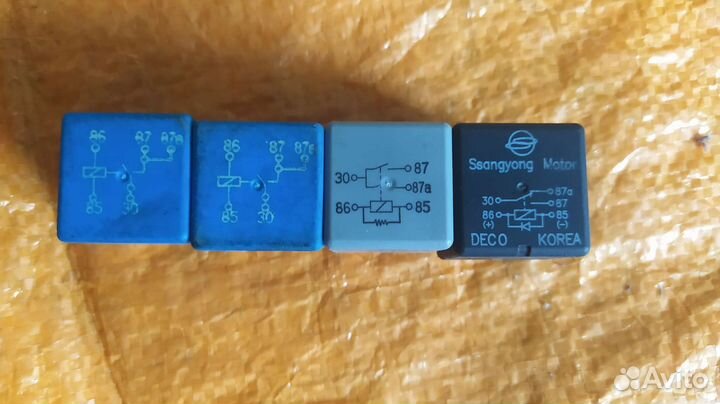 86 87 87a
85 30
86 87 87a
85 30
87
30
87a
86 85
Ssangyong Motor
87a
30
87
86 85
(+) (-)
DECO KOREA
Avito